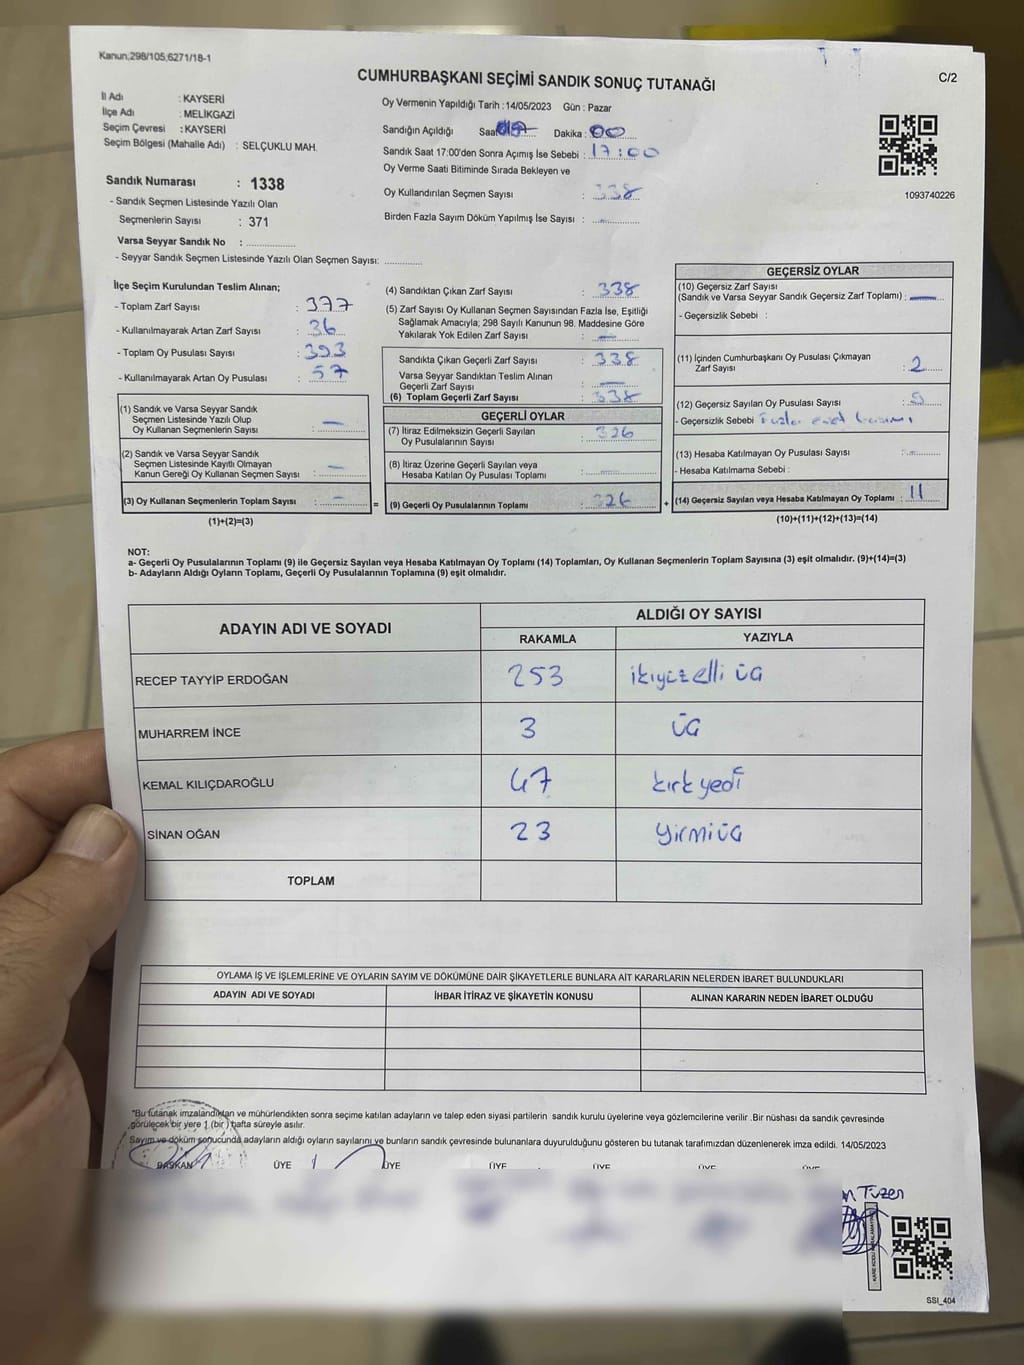 Kanun;298/105;6271/18-1
CUMHURBAŞKANI SEÇİMİ SANDIK SONUÇ TUTANAĞI
C/2
İl Adı : KAYSERİ
İlçe Adı : MELİKGAZİ
Seçim Çevresi : KAYSERİ
Seçim Bölgesi (Mahalle Adı) : SELÇUKLU MAH.
Sandık Numarası : 1338
- Sandık Seçmen Listesinde Yazılı Olan
Seçmenlerin Sayısı : 371
Varsa Seyyar Sandık No : ................
- Seyyar Sandık Seçmen Listesinde Yazılı Olan Seçmen Sayısı: .............
Oy Vermenin Yapıldığı Tarih : 14/05/2023 Gün : Pazar
Sandığın Açıldığı Saat Dakika : 00
Sandık Saat 17:00'den Sonra Açımış İse Sebebi : 17:00
Oy Verme Saati Bitiminde Sırada Bekleyen ve
Oy Kullandırılan Seçmen Sayısı : 338
Birden Fazla Sayım Döküm Yapılmış İse Sayısı :
1093740226
İlçe Seçim Kurulundan Teslim Alınan;
- Toplam Zarf Sayısı : 377
- Kullanılmayarak Artan Zarf Sayısı : 36
- Toplam Oy Pusulası Sayısı : 393
- Kullanılmayarak Artan Oy Pusulası : 57
(1) Sandık ve Varsa Seyyar Sandık
Seçmen Listesinde Yazılı Olup
Oy Kullanan Seçmenlerin Sayısı : —
(2) Sandık ve Varsa Seyyar Sandık
Seçmen Listesinde Kayıtlı Olmayan
Kanun Gereği Oy Kullanan Seçmen Sayısı : —
(3) Oy Kullanan Seçmenlerin Toplam Sayısı : —
(1)+(2)=(3)
(4) Sandıktan Çıkan Zarf Sayısı : 338
(5) Zarf Sayısı Oy Kullanan Seçmen Sayısından Fazla İse, Eşitliği
Sağlamak Amacıyla; 298 Sayılı Kanunun 98. Maddesine Göre
Yakılarak Yok Edilen Zarf Sayısı : —
Sandıkta Çıkan Geçerli Zarf Sayısı : 338
Varsa Seyyar Sandıktan Teslim Alınan
Geçerli Zarf Sayısı : —
(6) Toplam Geçerli Zarf Sayısı : 338
GEÇERLİ OYLAR
(7) İtiraz Edilmeksizin Geçerli Sayılan
Oy Pusulalarının Sayısı : 326
(8) İtiraz Üzerine Geçerli Sayılan veya
Hesaba Katılan Oy Pusulası Toplamı : —
= (9) Geçerli Oy Pusulalarının Toplamı : 326 +
GEÇERSİZ OYLAR
(10) Geçersiz Zarf Sayısı
(Sandık ve Varsa Seyyar Sandık Geçersiz Zarf Toplamı) : —
- Geçersizlik Sebebi :
(11) İçinden Cumhurbaşkanı Oy Pusulası Çıkmayan
Zarf Sayısı : 2
(12) Geçersiz Sayılan Oy Pusulası Sayısı : 9
- Geçersizlik Sebebi
(13) Hesaba Katılmayan Oy Pusulası Sayısı :
- Hesaba Katılmama Sebebi :
(14) Geçersiz Sayılan veya Hesaba Katılmayan Oy Toplamı : 11
(10)+(11)+(12)+(13)=(14)
NOT:
a- Geçerli Oy Pusulalarının Toplamı (9) ile Geçersiz Sayılan veya Hesaba Katılmayan Oy Toplamı (14) Toplamları, Oy Kullanan Seçmenlerin Toplam Sayısına (3) eşit olmalıdır. (9)+(14)=(3)
b- Adayların Aldığı Oyların Toplamı, Geçerli Oy Pusulalarının Toplamına (9) eşit olmalıdır.
ADAYIN ADI VE SOYADI
ALDIĞI OY SAYISI
RAKAMLA YAZIYLA
RECEP TAYYİP ERDOĞAN 253 ikiyüzelli üç
MUHARREM İNCE 3 üç
KEMAL KILIÇDAROĞLU 47 kırk yedi
SİNAN OĞAN 23 yirmi üç
TOPLAM
OYLAMA İŞ VE İŞLEMLERİNE VE OYLARIN SAYIM VE DÖKÜMÜNE DAİR ŞİKAYETLERLE BUNLARA AİT KARARLARIN NELERDEN İBARET BULUNDUKLARI
ADAYIN ADI VE SOYADI İHBAR İTİRAZ VE ŞİKAYETİN KONUSU ALINAN KARARIN NEDEN İBARET OLDUĞU
"Bu tutanak imzalandıktan ve mühürlendikten sonra seçime katılan adayların ve talep eden siyasi partilerin sandık kurulu üyelerine veya gözlemcilerine verilir .Bir nüshası da sandık çevresinde
görülecek bir yere 1 (bir ) hafta süreyle asılır.
Sayım ve döküm sonucunda adayların aldığı oyların sayılarını ve bunların sandık çevresinde bulunanlara duyurulduğunu gösteren bu tutanak tarafımızdan düzenlenerek imza edildi. 14/05/2023
BAŞKAN ÜYE ÜYE ÜYE ÜYE ÜYE ÜYE
Tüzer
SSI_404